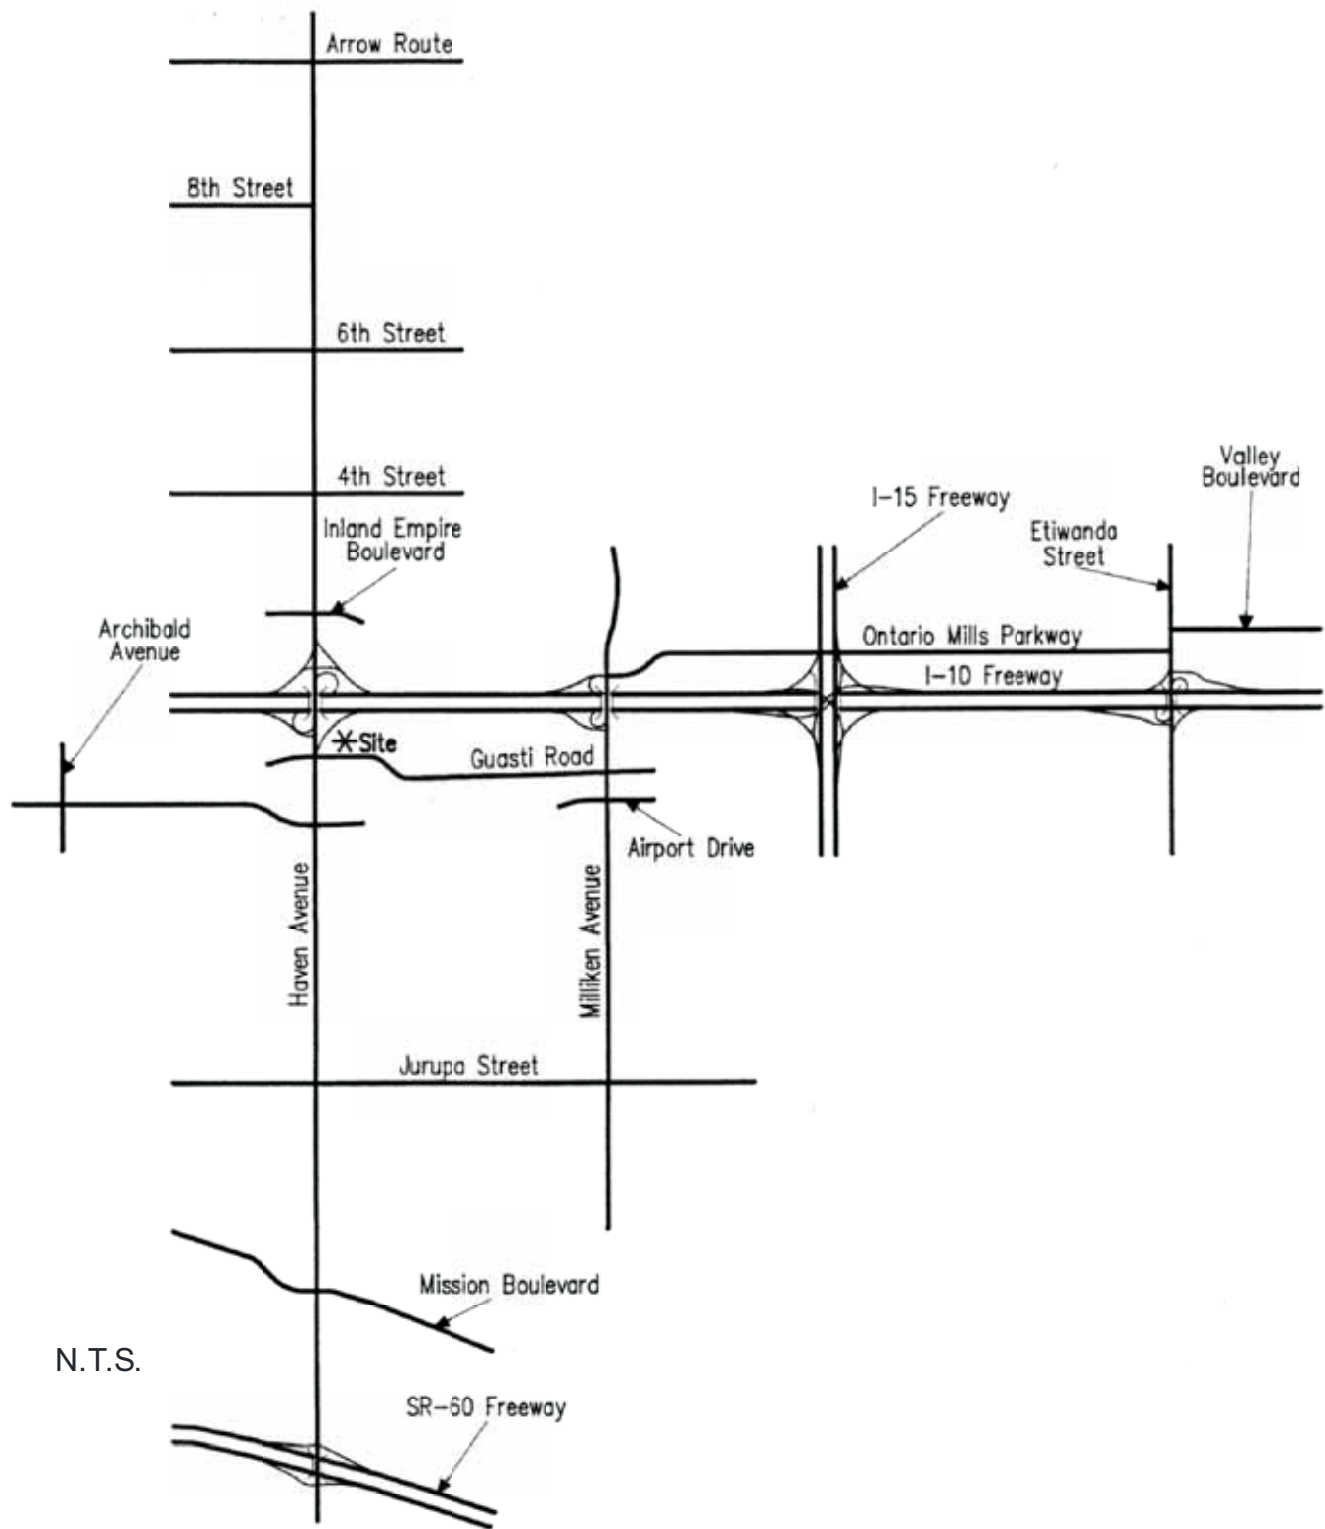 Arrow Route
8th Street
6th Street
4th Street
Inland Empire
Boulevard
I-15 Freeway
Valley
Boulevard
Etiwanda
Street
Archibald
Avenue
Ontario Mills Parkway
I-10 Freeway
Site
Guasti Road
Airport Drive
Haven Avenue
Milliken Avenue
Jurupa Street
Mission Boulevard
N.T.S.
SR-60 Freeway